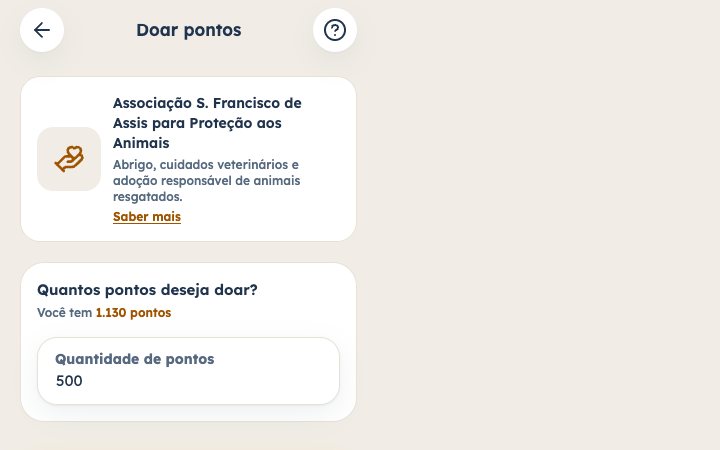 Doar pontos
Associação S. Francisco de
Assis para Proteção aos
Animais
Abrigo, cuidados veterinários e
adoção responsável de animais
resgatados.
Saber mais
Quantos pontos deseja doar?
Você tem 1.130 pontos
Quantidade de pontos
500